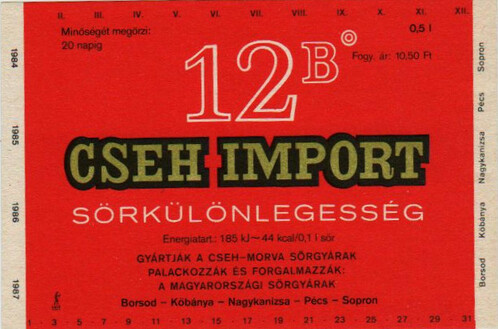 II. III. IV. V. VI. VII. VIII. IX. X. XI. XII.
Minőségét megőrzi:
20 napig
0,5 l
12 B°
Fogy. ár: 10,50 Ft
CSEH-IMPORT
SÖRKÜLÖNLEGESSÉG
Energiatart.: 185 kJ~44 kcal/0,1 l sör
GYÁRTJÁK A CSEH-MORVA SÖRGYÁRAK
PALACKOZZÁK ÉS FORGALMAZZÁK:
A MAGYARORSZÁGI SÖRGYÁRAK
Borsod – Kőbánya – Nagykanizsa – Pécs – Sopron
1 · 3 · 5 · 7 · 9 · 11 · 13 · 15 · 17 · 19 · 21 · 23 · 25 · 27 · 29 · 31
1984
1985
1986
1987
Sopron
Pécs
Nagykanizsa
Kőbánya
Borsod